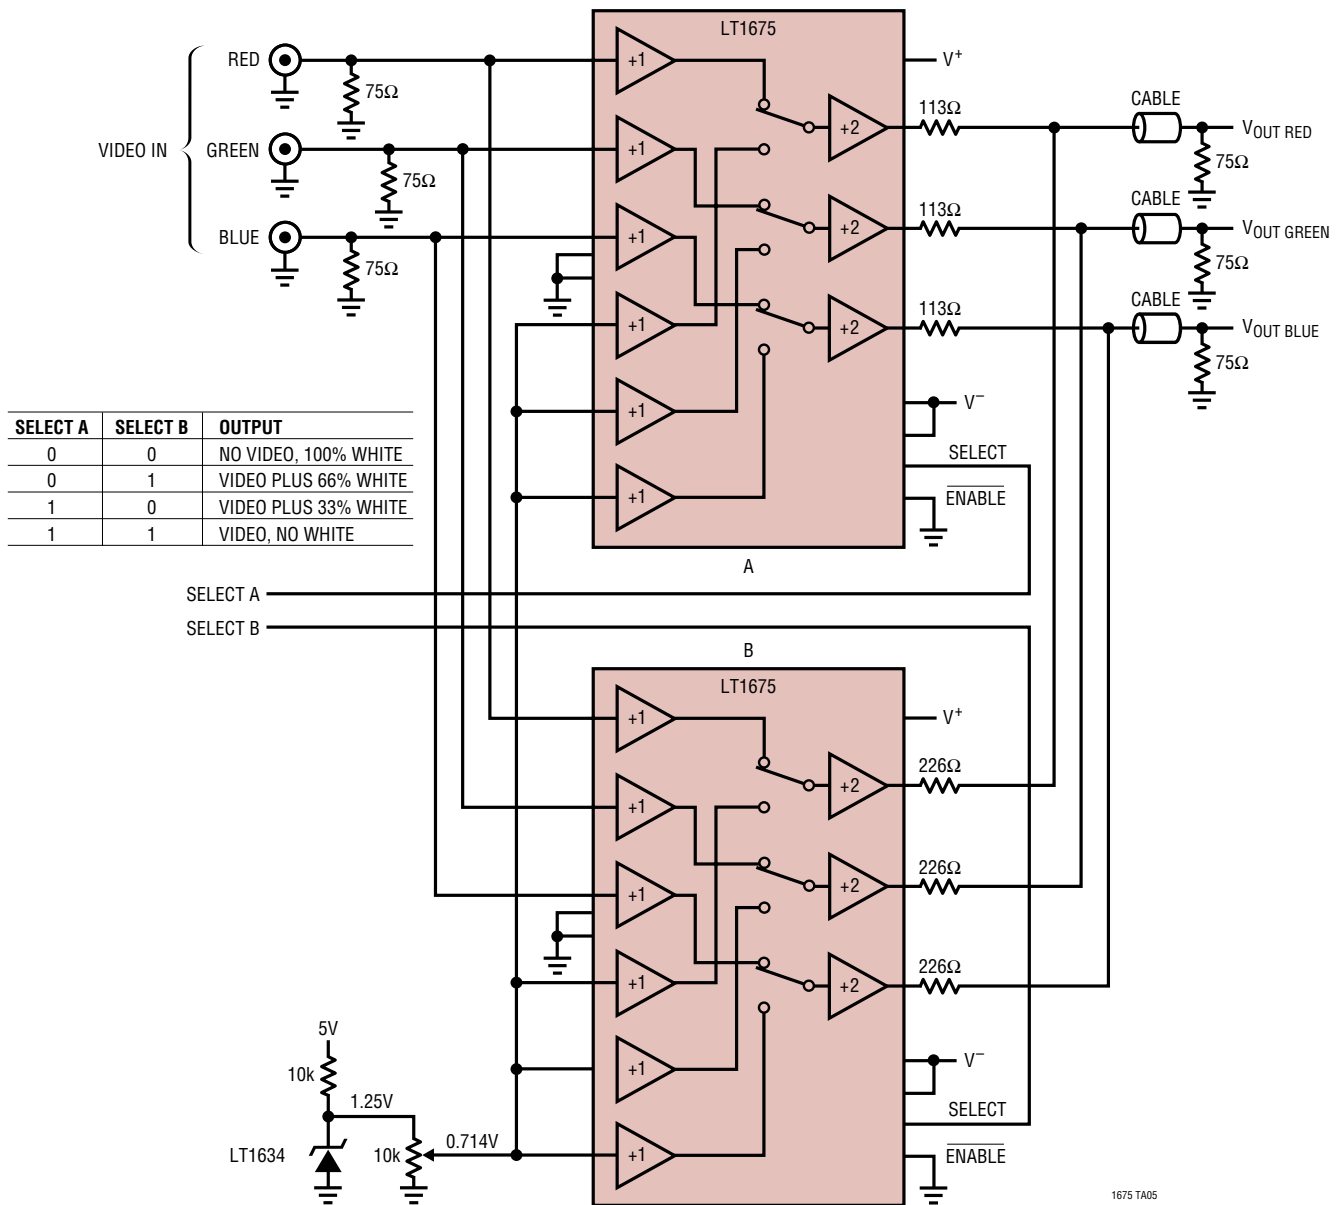 LT1675
RED
75Ω
VIDEO IN
GREEN
75Ω
BLUE
75Ω
+1
+1
+1
+1
+1
+1
+2
+2
+2
V+
113Ω
113Ω
113Ω
CABLE
VOUT RED
75Ω
CABLE
VOUT GREEN
75Ω
CABLE
VOUT BLUE
75Ω
V−
SELECT
ENABLE
A
SELECT A SELECT B OUTPUT
0 0 NO VIDEO, 100% WHITE
0 1 VIDEO PLUS 66% WHITE
1 0 VIDEO PLUS 33% WHITE
1 1 VIDEO, NO WHITE
SELECT A
SELECT B
B
LT1675
+1
+1
+1
+1
+1
+1
+2
+2
+2
V+
226Ω
226Ω
226Ω
V−
SELECT
ENABLE
5V
10k
1.25V
LT1634
10k
0.714V
1675 TA05